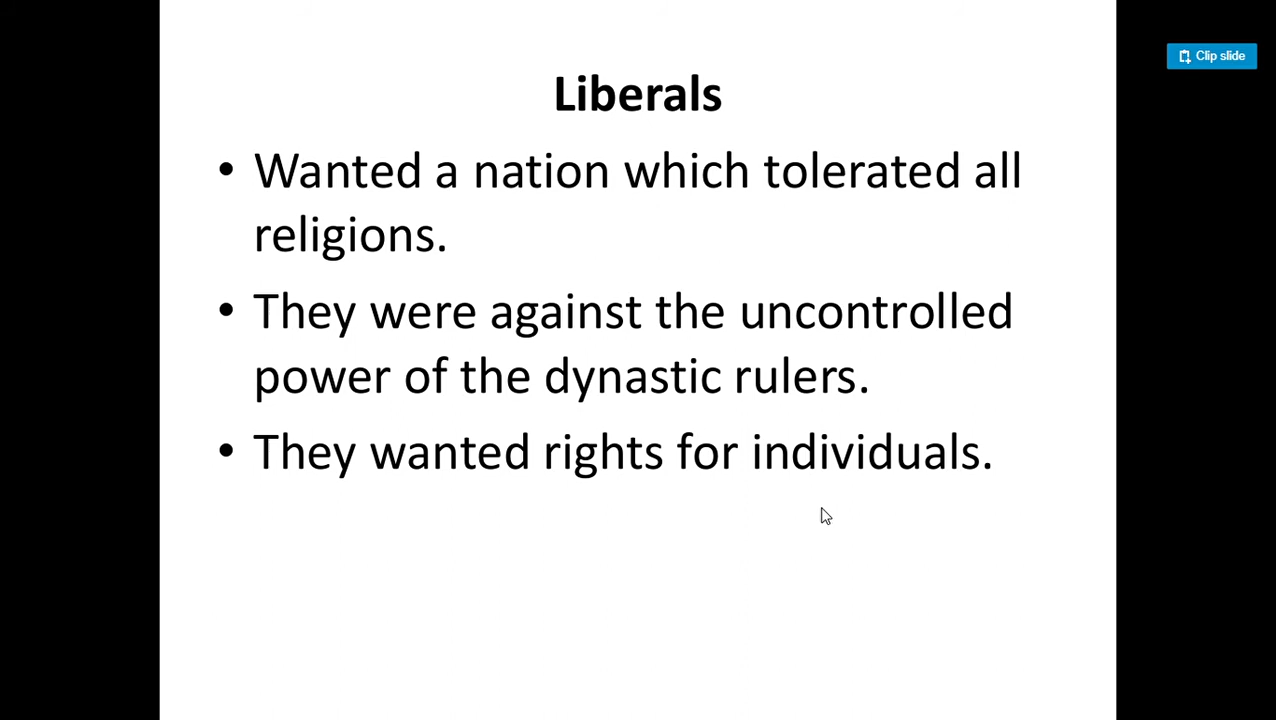 Clip slide
Liberals
• Wanted a nation which tolerated all
religions.
• They were against the uncontrolled
power of the dynastic rulers.
• They wanted rights for individuals.